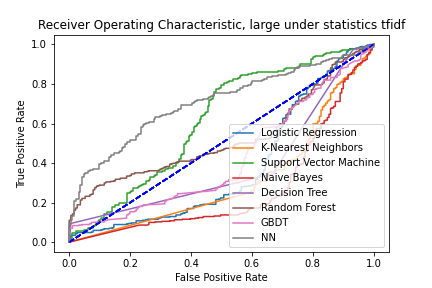 Receiver Operating Characteristic, large under statistics tfidf
1.0
0.8
0.6
0.4
0.2
0.0
True Positive Rate
Logistic Regression
K-Nearest Neighbors
Support Vector Machine
Naive Bayes
Decision Tree
Random Forest
GBDT
NN
0.0 0.2 0.4 0.6 0.8 1.0
False Positive Rate